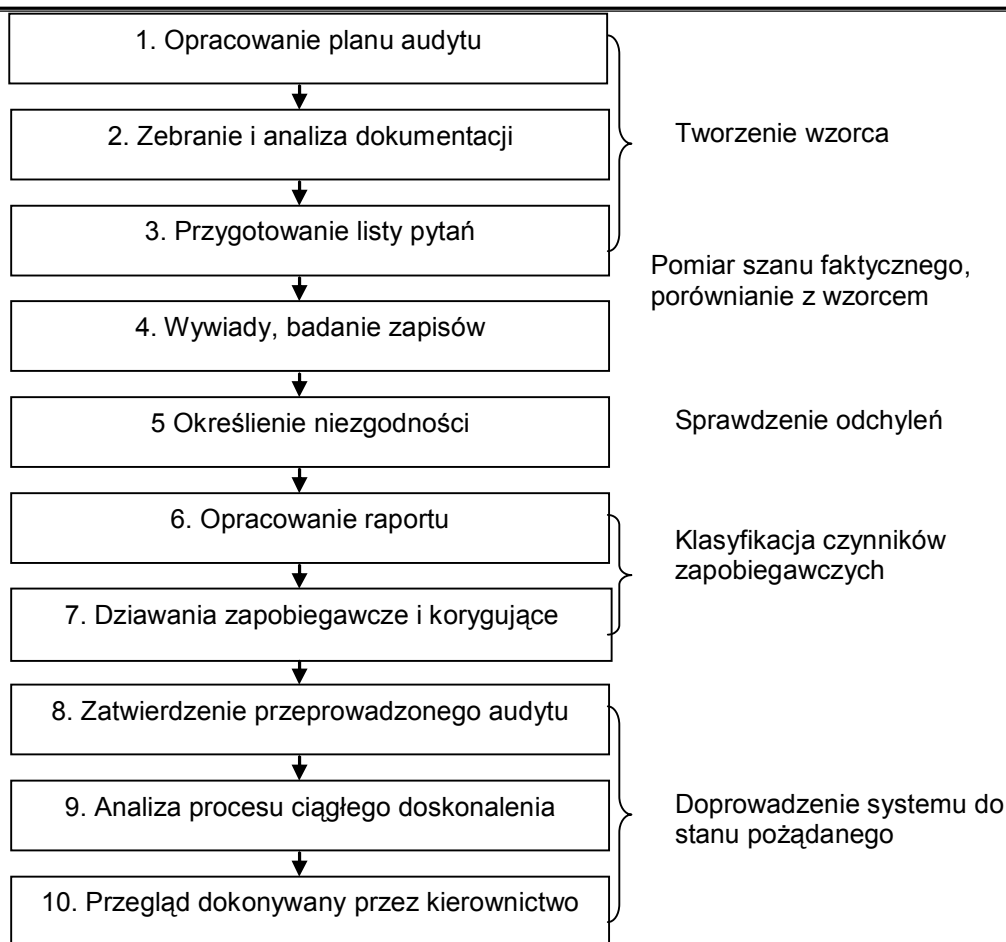 1. Opracowanie planu audytu
2. Zebranie i analiza dokumentacji
Tworzenie wzorca
3. Przygotowanie listy pytań
Pomiar szanu faktycznego,
porównianie z wzorcem
4. Wywiady, badanie zapisów
5 Określienie niezgodności
Sprawdzenie odchyleń
6. Opracowanie raportu
Klasyfikacja czynników
zapobiegawczych
7. Dziawania zapobiegawcze i korygujące
8. Zatwierdzenie przeprowadzonego audytu
9. Analiza procesu ciągłego doskonalenia
Doprowadzenie systemu do
stanu pożądanego
10. Przegląd dokonywany przez kierownictwo